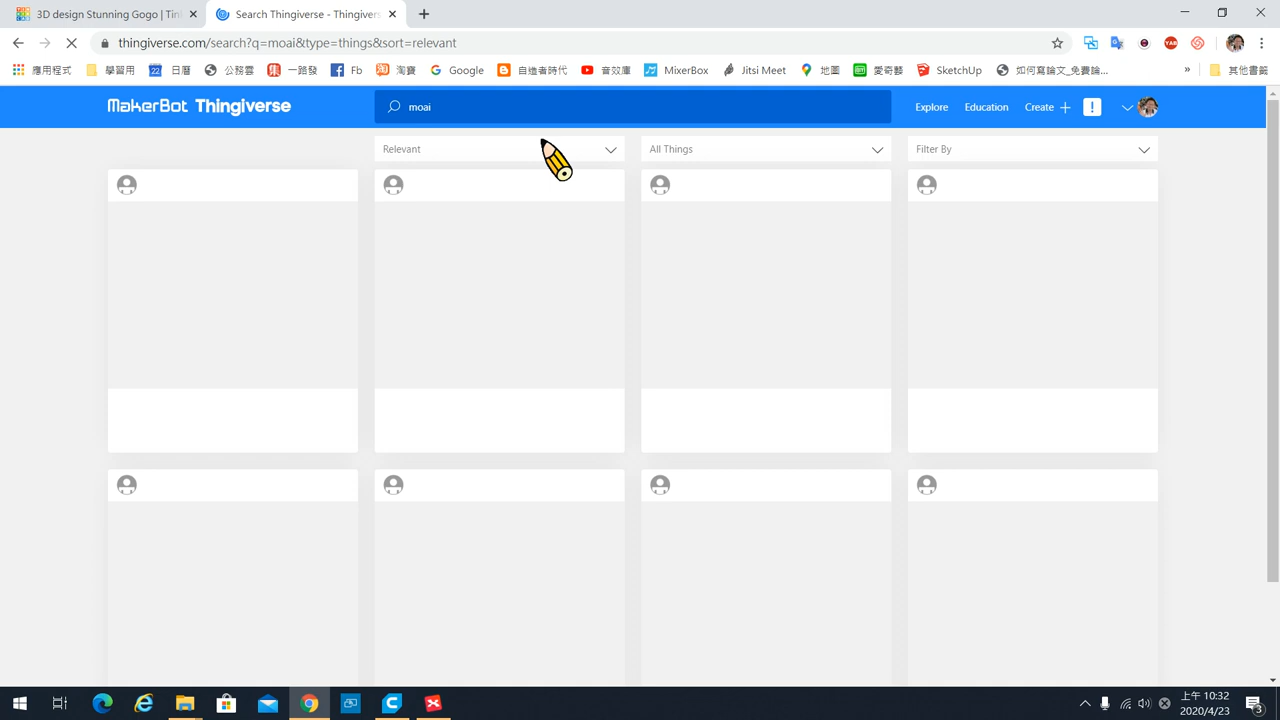 3D design Stunning Gogo | Tin
Search Thingiverse - Thingivers
thingiverse.com/search?q=moai&type=things&sort=relevant
應用程式
學習用
22 日曆
公務雲
集 一路發
Fb
淘寶
Google
自造者時代
音效庫
MixerBox
Jitsi Meet
地圖
愛奇藝
SketchUp
如何寫論文_免費論...
»
其他書籤
MakerBot Thingiverse
moai
Explore
Education
Create +
!
Relevant
All Things
Filter By
上午 10:32
2020/4/23
3